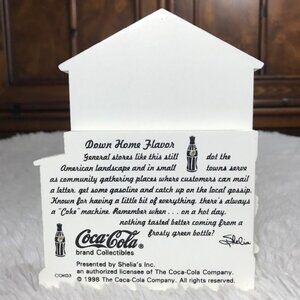 Down Home Flavor
General stores like this still dot the
American landscape and in small towns serve
as community gathering places where customers can mail
a letter, get some gasoline and catch up on the local gossip.
Known for having a little bit of everything, there's always
a "Coke" machine. Remember when . . . on a hot day,
nothing tasted better coming from a
frosty green bottle?
Coca-Cola®
brand Collectibles
Shelia
Presented by Shelia's Inc.
an authorized licensee of The Coca-Cola Company.
© 1998 The Coca-Cola Company. All rights reserved.
COK03